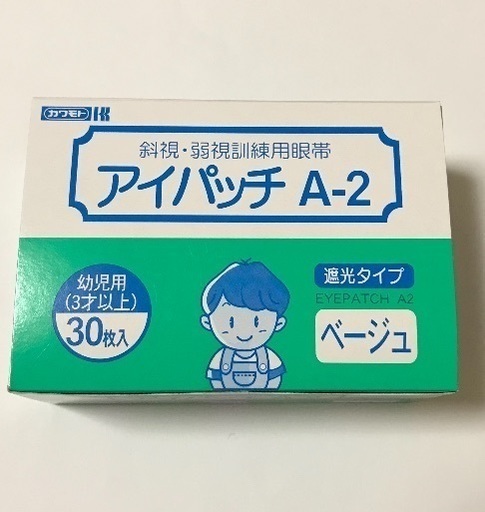 カワモト
斜視・弱視訓練用眼帯
アイパッチ A-2
幼児用
(3才以上)
30枚入
遮光タイプ
EYEPATCH A2
ベージュ